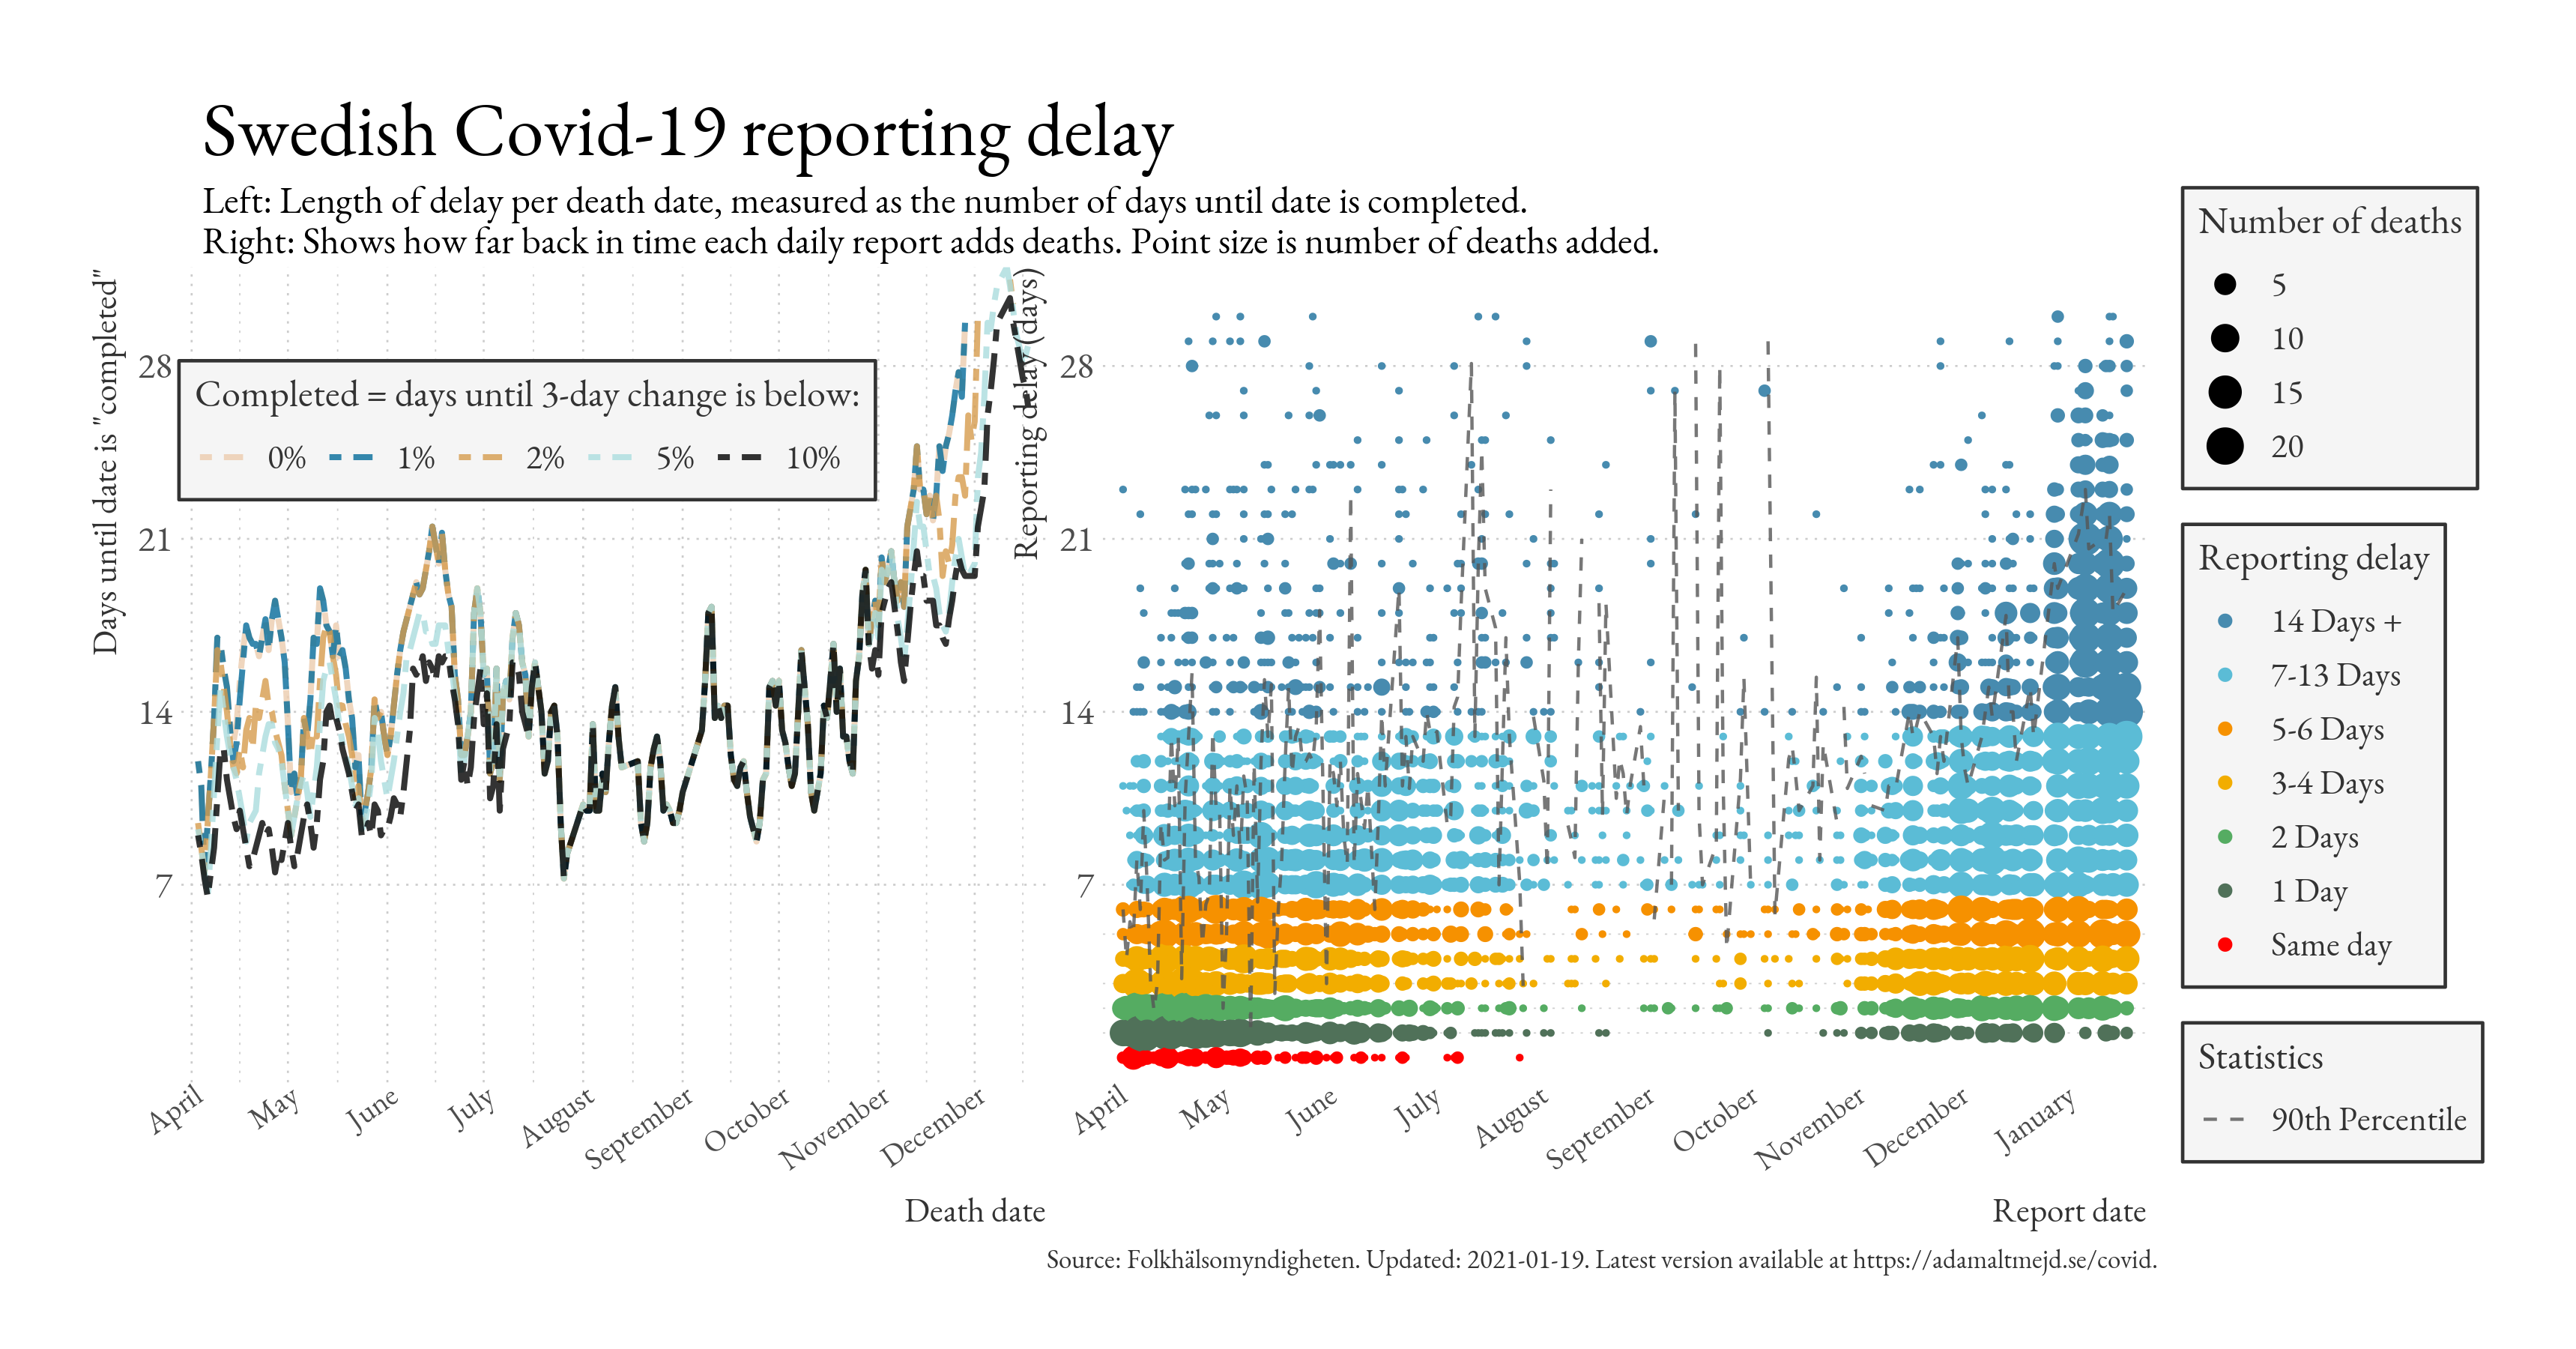 Swedish Covid-19 reporting delay
Left: Length of delay per death date, measured as the number of days until date is completed.
Right: Shows how far back in time each daily report adds deaths. Point size is number of deaths added.
Days until date is "completed"
28
21
14
7
Completed = days until 3-day change is below:
0% 1% 2% 5% 10%
April May June July August September October November December
Death date
Reporting delay (days)
28
21
14
7
April May June July August September October November December January
Report date
Number of deaths
5
10
15
20
Reporting delay
14 Days +
7-13 Days
5-6 Days
3-4 Days
2 Days
1 Day
Same day
Statistics
90th Percentile
Source: Folkhälsomyndigheten. Updated: 2021-01-19. Latest version available at https://adamaltmejd.se/covid.